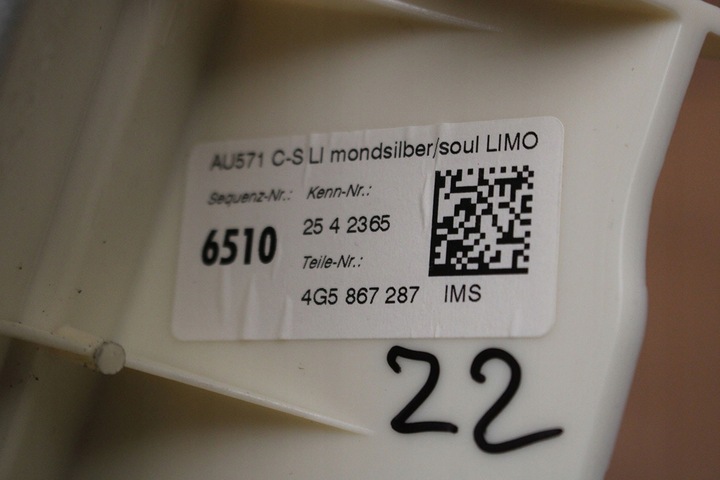 AU571 C-S LI mondsilber/soul LIMO
Sequenz-Nr.: Kenn-Nr.:
6510 25 4 2365
Teile-Nr.:
4G5 867 287 IMS
22